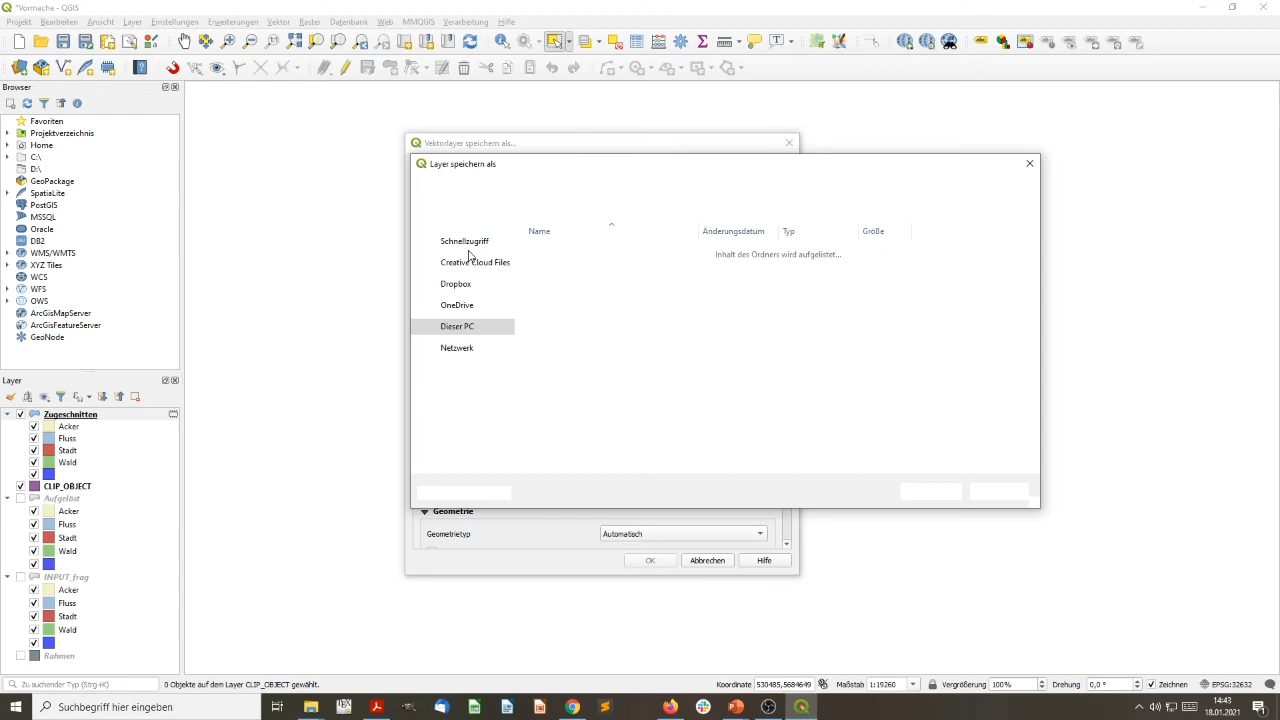 *Vormache - QGIS
Projekt Bearbeiten Ansicht Layer Einstellungen Erweiterungen Vektor Raster Datenbank Web MMQGIS Verarbeitung Hilfe
Browser
Favoriten
Projektverzeichnis
Home
C:\
D:\
GeoPackage
SpatiaLite
PostGIS
MSSQL
Oracle
DB2
WMS/WMTS
XYZ Tiles
WCS
WFS
OWS
ArcGisMapServer
ArcGisFeatureServer
GeoNode
Layer
Zugeschnitten
Acker
Fluss
Stadt
Wald
CLIP_OBJECT
Aufgelöst
Acker
Fluss
Stadt
Wald
INPUT_frag
Acker
Fluss
Stadt
Wald
Rahmen
Vektorlayer speichern als...
Layer speichern als
Name Änderungsdatum Typ Größe
Inhalt des Ordners wird aufgelistet...
Schnellzugriff
Creative Cloud Files
Dropbox
OneDrive
Dieser PC
Netzwerk
Geometrie
Geometrietyp Automatisch
OK Abbrechen Hilfe
Zu suchender Typ (Strg+K) 0 Objekte auf dem Layer CLIP_OBJECT gewählt. Koordinate 530485,5684649 Maßstab 1:19260 Vergrößerung 100% Drehung 0,0 ° Zeichnen EPSG:32632
Suchbegriff hier eingeben
14:43
18.01.2021